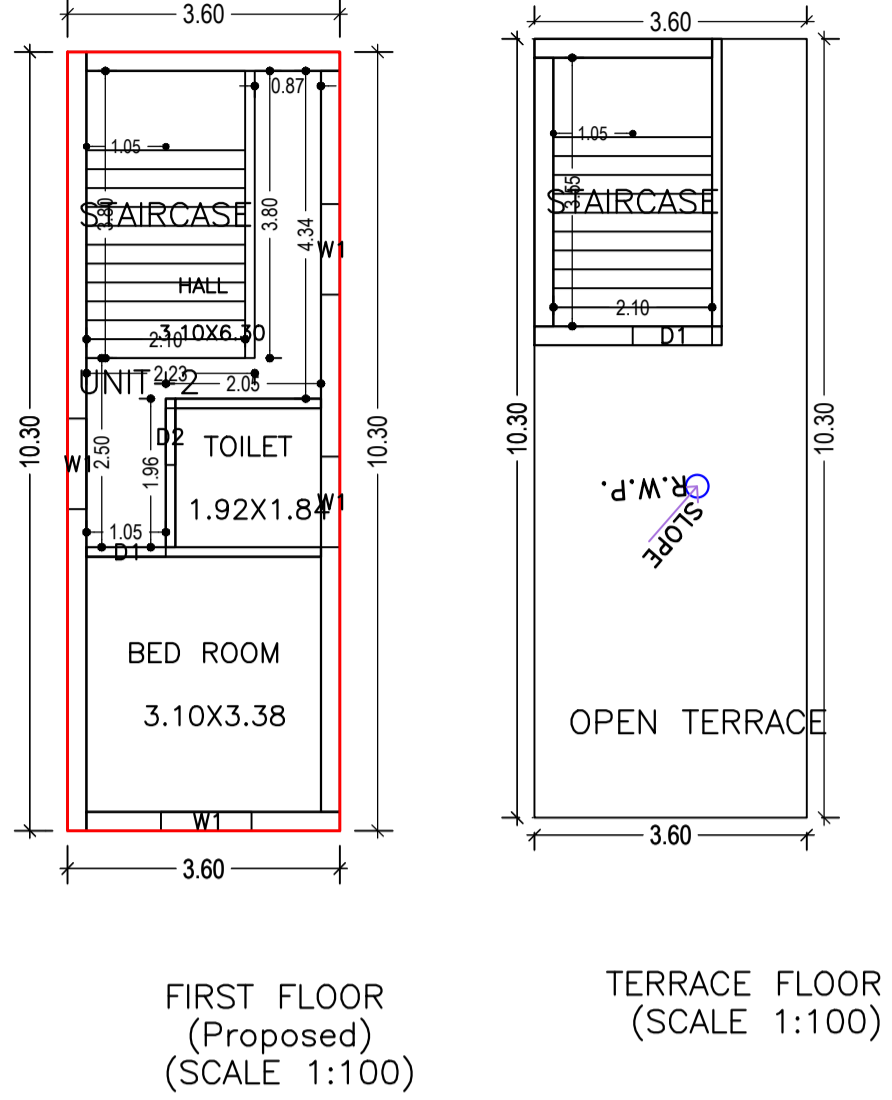 3.60
0.87
1.05
STAIRCASE
3.80
3.80
4.34
W1
HALL
3.10X6.30
2.10
UNIT 2
2.23
2.05
10.30
10.30
W1
2.50
1.96
D2
TOILET
1.92X1.84
W1
1.05
D1
BED ROOM
3.10X3.38
W1
3.60
FIRST FLOOR
(Proposed)
(SCALE 1:100)
3.60
1.05
3.55
STAIRCASE
2.10
D1
10.30
10.30
R.W.P.
SLOPE
OPEN TERRACE
3.60
TERRACE FLOOR
(SCALE 1:100)